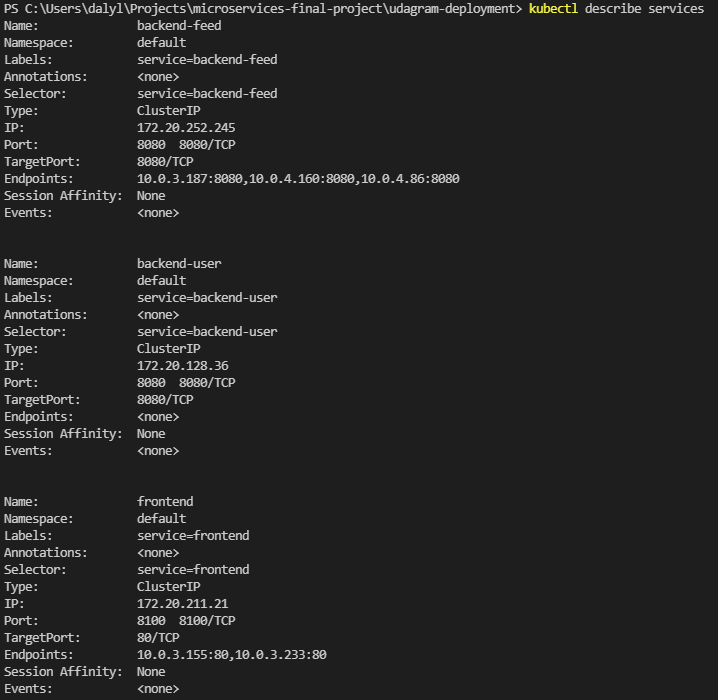 PS C:\Users\dalyl\Projects\microservices-final-project\udagram-deployment> kubectl describe services
Name:              backend-feed
Namespace:         default
Labels:            service=backend-feed
Annotations:       <none>
Selector:          service=backend-feed
Type:              ClusterIP
IP:                172.20.252.245
Port:              8080  8080/TCP
TargetPort:        8080/TCP
Endpoints:         10.0.3.187:8080,10.0.4.160:8080,10.0.4.86:8080
Session Affinity:  None
Events:            <none>

Name:              backend-user
Namespace:         default
Labels:            service=backend-user
Annotations:       <none>
Selector:          service=backend-user
Type:              ClusterIP
IP:                172.20.128.36
Port:              8080  8080/TCP
TargetPort:        8080/TCP
Endpoints:         <none>
Session Affinity:  None
Events:            <none>

Name:              frontend
Namespace:         default
Labels:            service=frontend
Annotations:       <none>
Selector:          service=frontend
Type:              ClusterIP
IP:                172.20.211.21
Port:              8100  8100/TCP
TargetPort:        80/TCP
Endpoints:         10.0.3.155:80,10.0.3.233:80
Session Affinity:  None
Events:            <none>